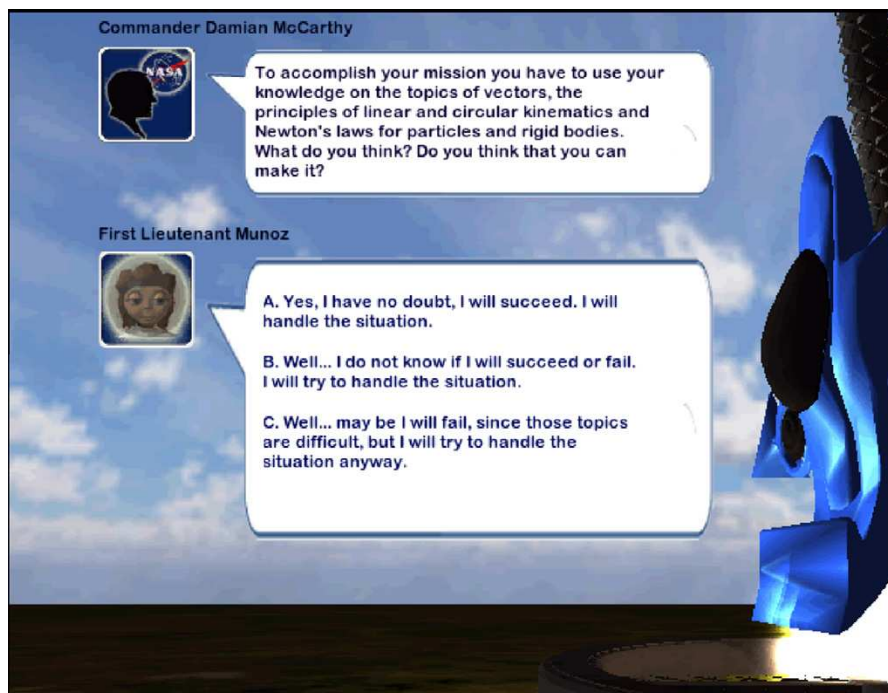 Commander Damian McCarthy
NASA
To accomplish your mission you have to use your
knowledge on the topics of vectors, the
principles of linear and circular kinematics and
Newton's laws for particles and rigid bodies.
What do you think? Do you think that you can
make it?
First Lieutenant Munoz
A. Yes, I have no doubt, I will succeed. I will
handle the situation.
B. Well... I do not know if I will succeed or fail.
I will try to handle the situation.
C. Well... may be I will fail, since those topics
are difficult, but I will try to handle the
situation anyway.